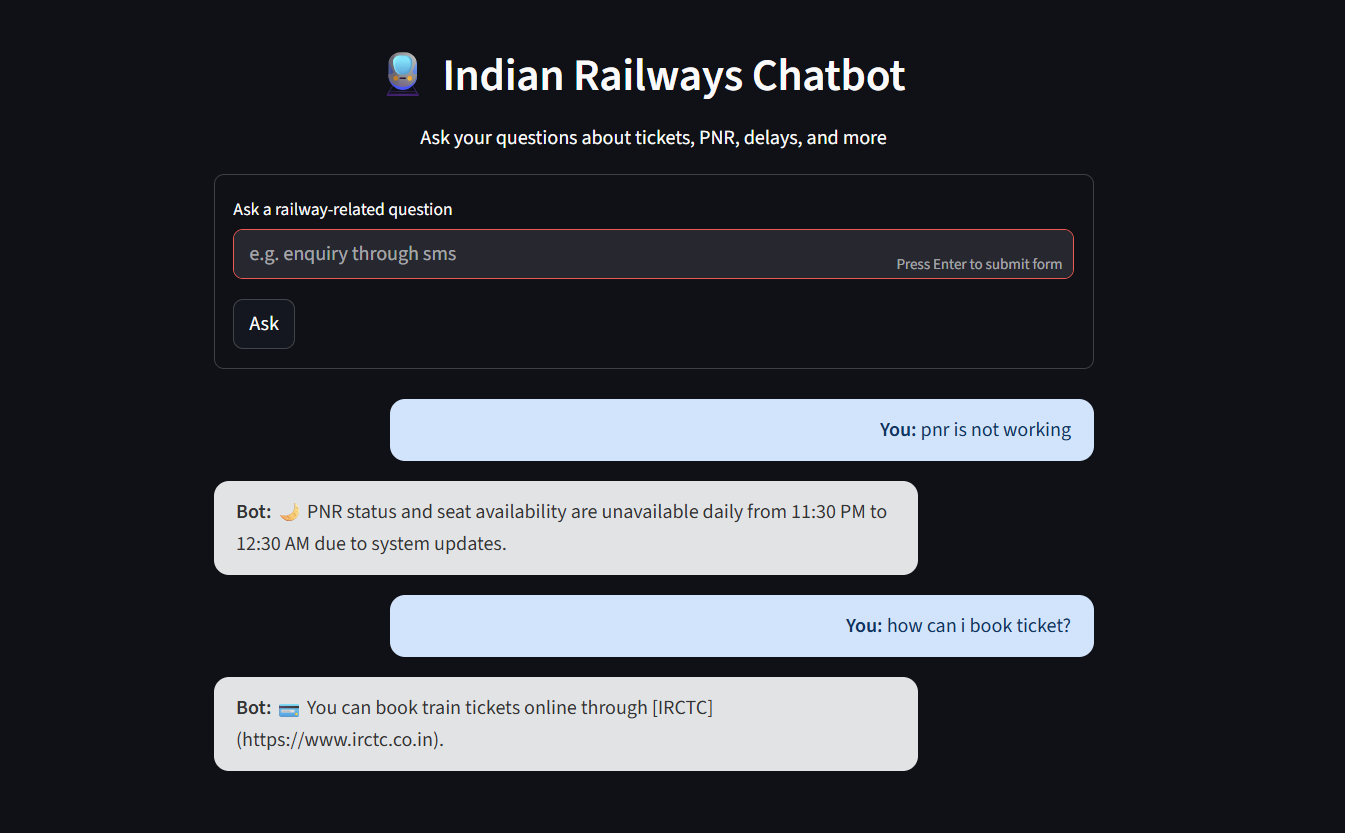 Indian Railways Chatbot
Ask your questions about tickets, PNR, delays, and more
Ask a railway-related question
e.g. enquiry through sms
Press Enter to submit form
Ask
You: pnr is not working
Bot: 🤳 PNR status and seat availability are unavailable daily from 11:30 PM to
12:30 AM due to system updates.
You: how can i book ticket?
Bot: 💳 You can book train tickets online through [IRCTC]
(https://www.irctc.co.in).